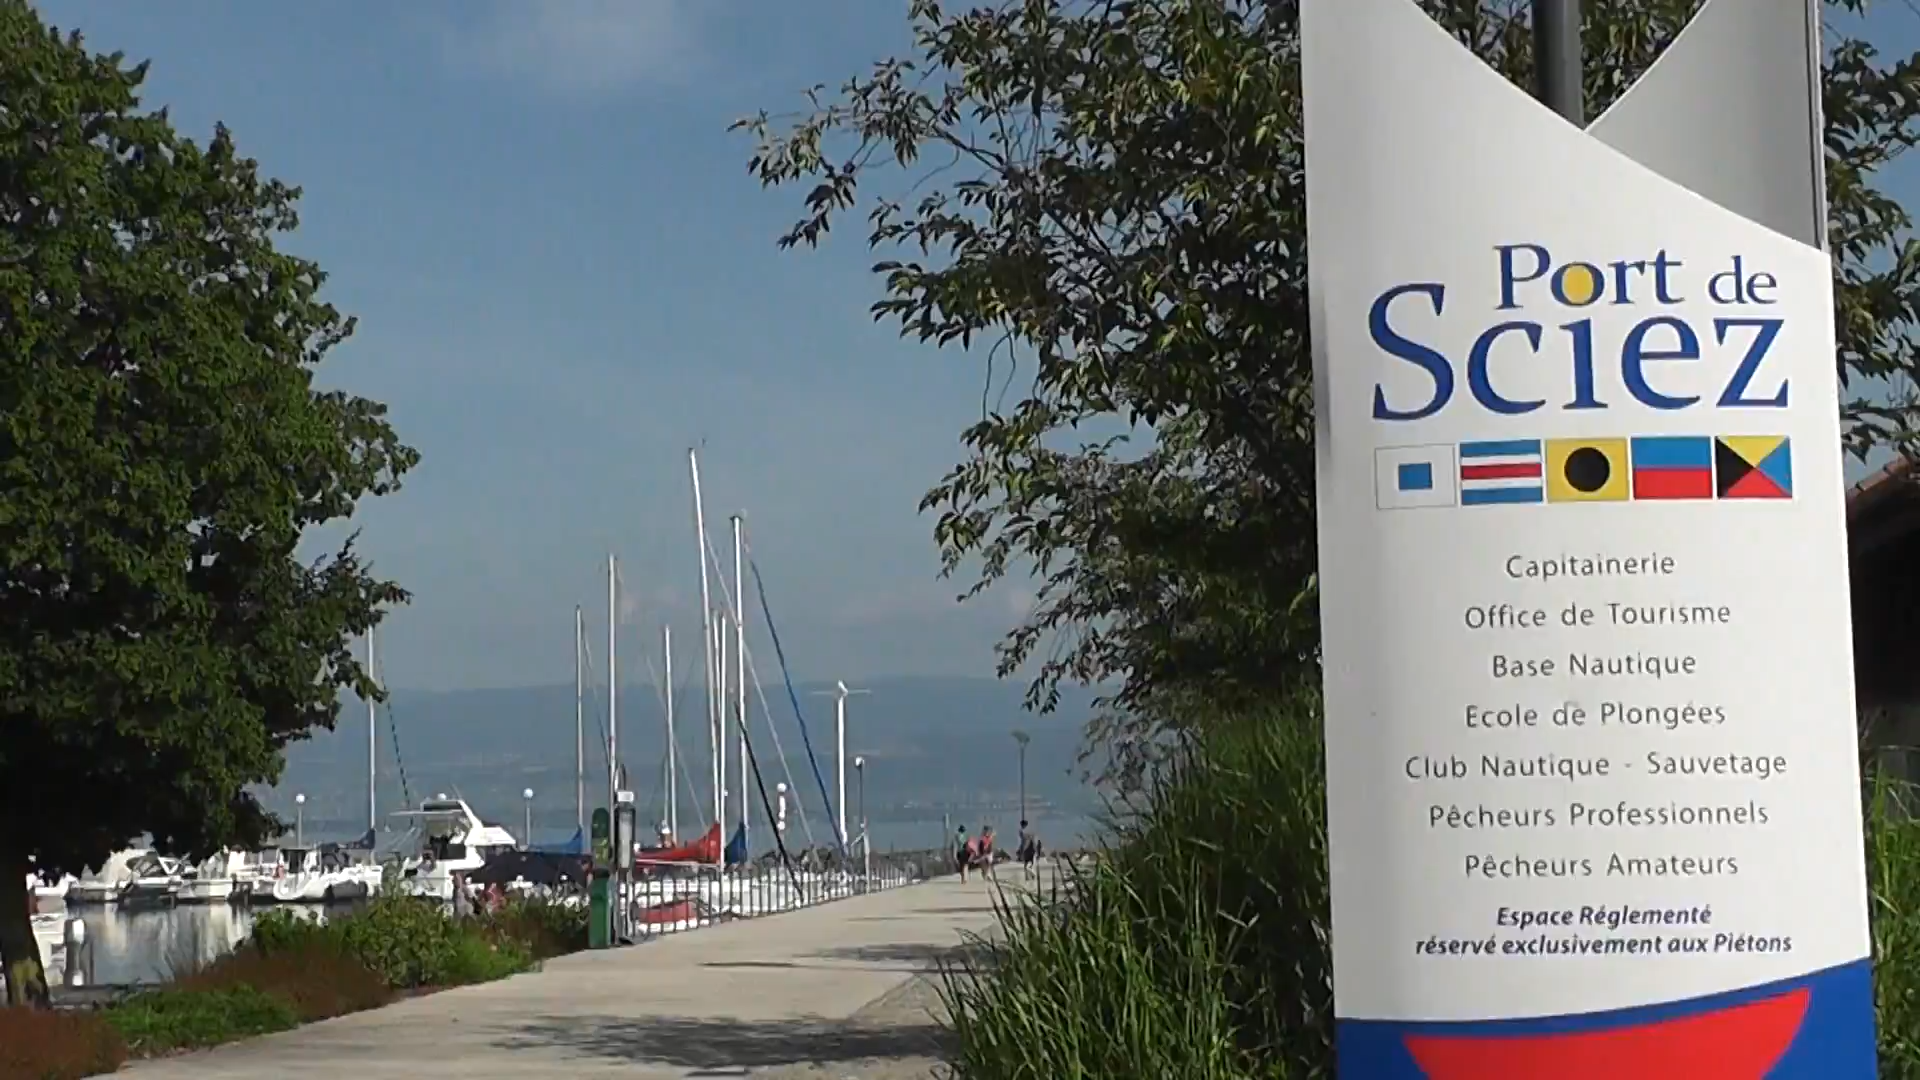 Port de
Sciez
Capitainerie
Office de Tourisme
Base Nautique
Ecole de Plongées
Club Nautique - Sauvetage
Pêcheurs Professionnels
Pêcheurs Amateurs
Espace Réglementé
réservé exclusivement aux Piétons